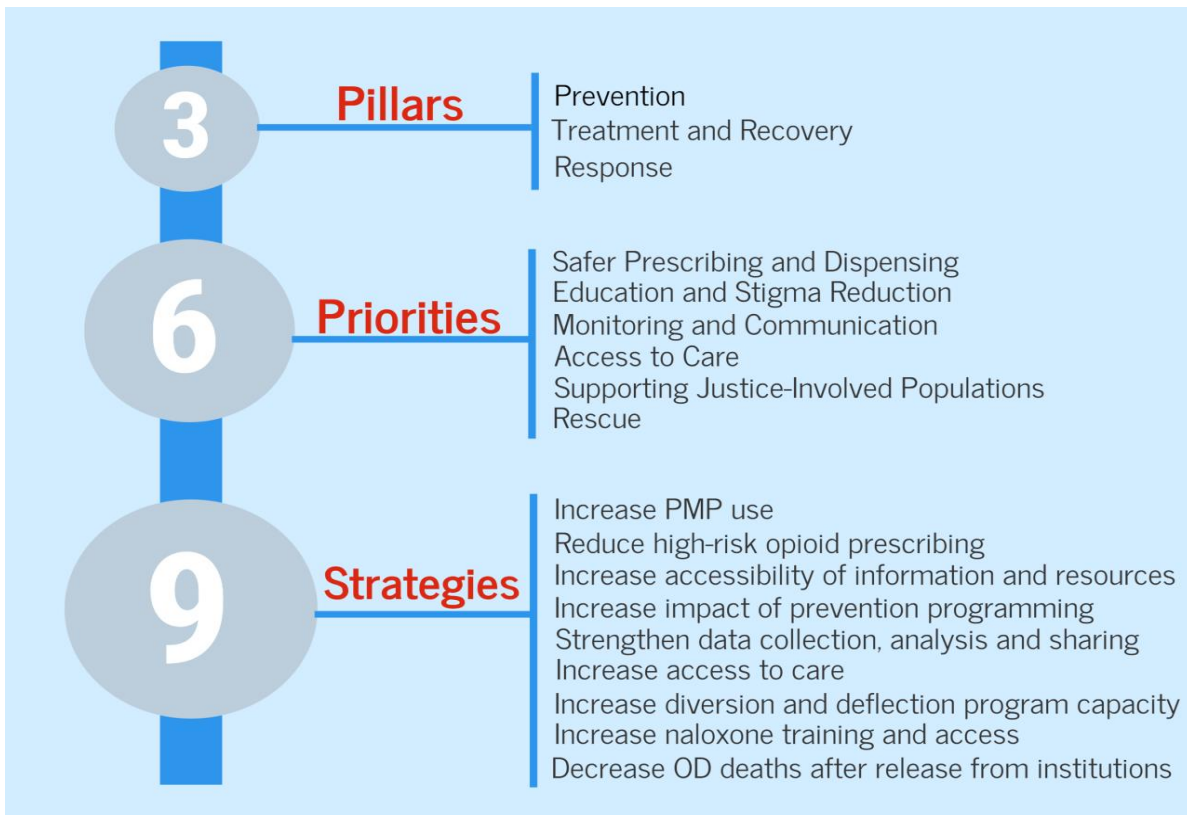 3
Pillars
Prevention
Treatment and Recovery
Response
6
Priorities
Safer Prescribing and Dispensing
Education and Stigma Reduction
Monitoring and Communication
Access to Care
Supporting Justice-Involved Populations
Rescue
9
Strategies
Increase PMP use
Reduce high-risk opioid prescribing
Increase accessibility of information and resources
Increase impact of prevention programming
Strengthen data collection, analysis and sharing
Increase access to care
Increase diversion and deflection program capacity
Increase naloxone training and access
Decrease OD deaths after release from institutions